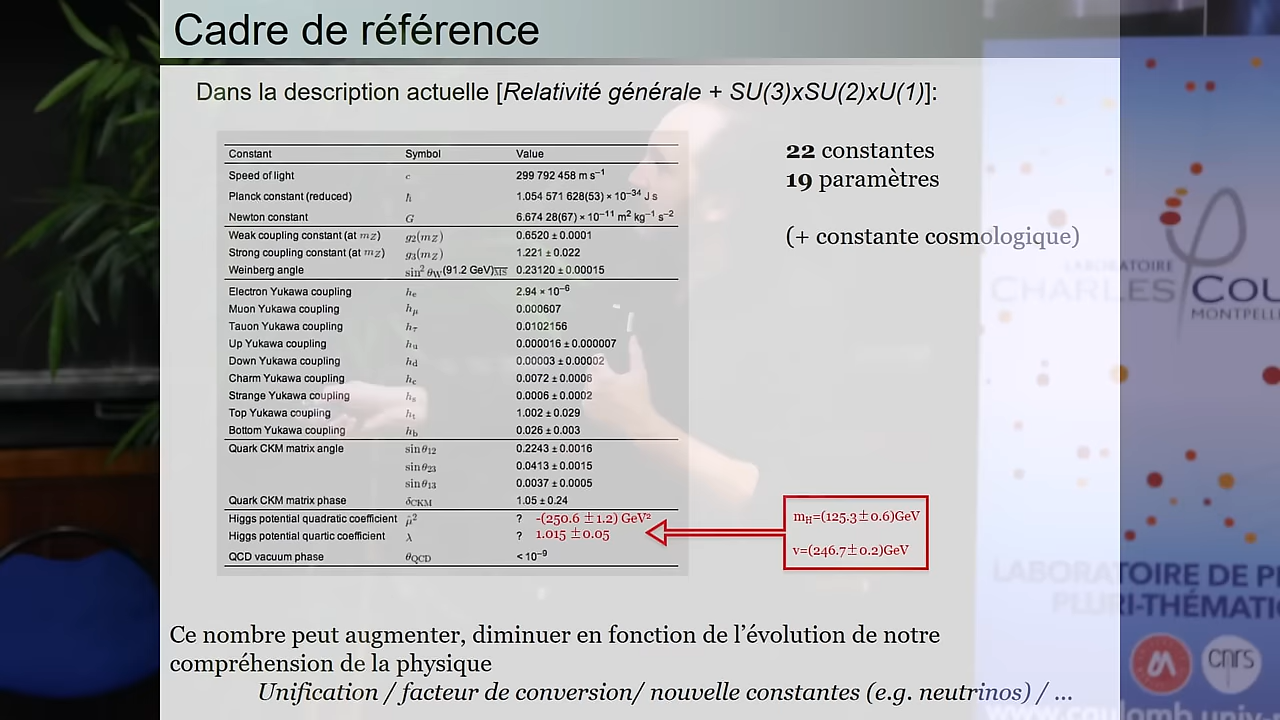 Cadre de référence
Dans la description actuelle [Relativité générale + SU(3)xSU(2)xU(1)]:
Constant Symbol Value
Speed of light c 299 792 458 m s⁻¹
Planck constant (reduced) ħ 1.054 571 628(53) × 10⁻³⁴ J s
Newton constant G 6.674 28(67) × 10⁻¹¹ m² kg⁻¹ s⁻²
Weak coupling constant (at m_Z) g₂(m_Z) 0.6520 ± 0.0001
Strong coupling constant (at m_Z) g₃(m_Z) 1.221 ± 0.022
Weinberg angle sin² θ_W(91.2 GeV)_MS 0.23120 ± 0.00015
Electron Yukawa coupling h_e 2.94 × 10⁻⁶
Muon Yukawa coupling h_μ 0.000607
Tauon Yukawa coupling h_τ 0.0102156
Up Yukawa coupling h_u 0.000016 ± 0.000007
Down Yukawa coupling h_d 0.00003 ± 0.00002
Charm Yukawa coupling h_c 0.0072 ± 0.0006
Strange Yukawa coupling h_s 0.0006 ± 0.0002
Top Yukawa coupling h_t 1.002 ± 0.029
Bottom Yukawa coupling h_b 0.026 ± 0.003
Quark CKM matrix angle sin θ₁₂ 0.2243 ± 0.0016
sin θ₂₃ 0.0413 ± 0.0015
sin θ₁₃ 0.0037 ± 0.0005
Quark CKM matrix phase δ_CKM 1.05 ± 0.24
Higgs potential quadratic coefficient μ̂² ? -(250.6 ±1.2) GeV²
Higgs potential quartic coefficient λ ? 1.015 ±0.05
QCD vacuum phase θ_QCD < 10⁻⁹
22 constantes
19 paramètres
(+ constante cosmologique)
m_H=(125.3±0.6)GeV
v=(246.7±0.2)GeV
Ce nombre peut augmenter, diminuer en fonction de l'évolution de notre
compréhension de la physique
Unification / facteur de conversion/ nouvelle constantes (e.g. neutrinos) / ...
LABORATOIRE
CHARLES COU
MONTPELL
LABORATOIRE DE P
PLURI-THÉMATI
cnrs
www.coulomb.univ